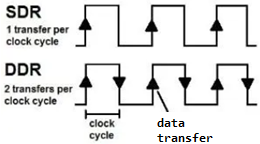 SDR
1 transfer per
clock cycle
DDR
2 transfers per
clock cycle
clock
cycle
data
transfer